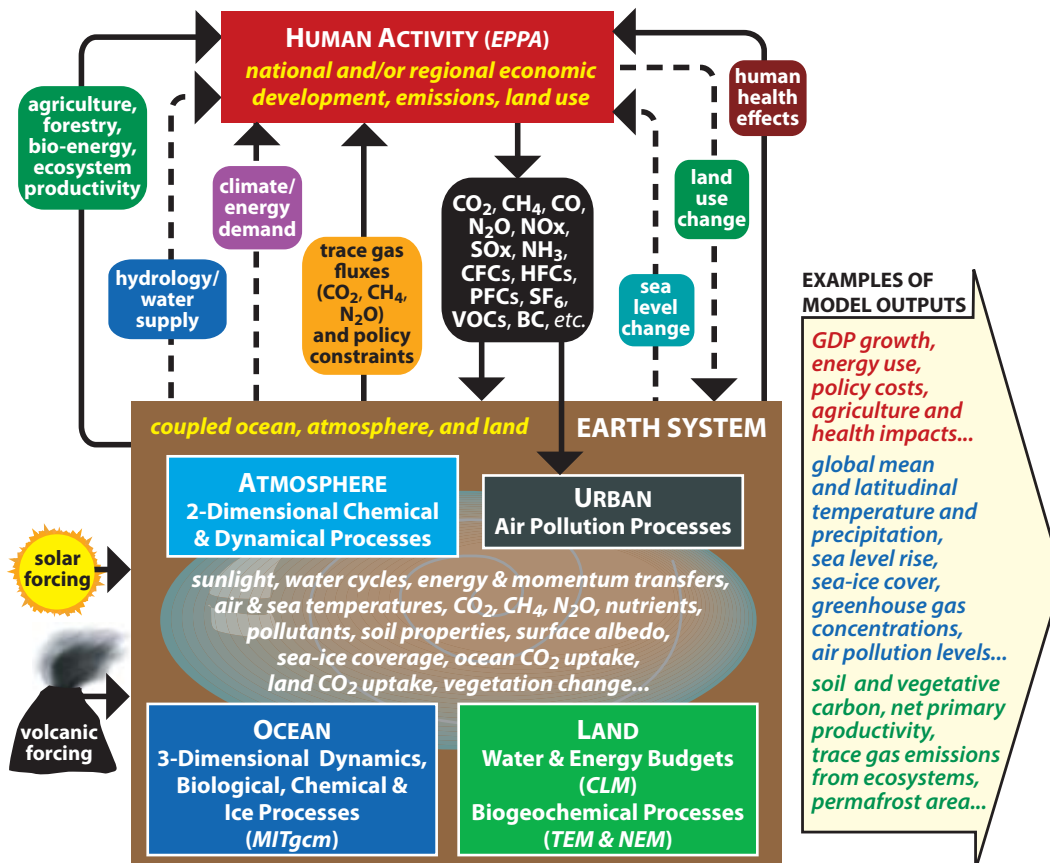 HUMAN ACTIVITY (EPPA)
national and/or regional economic
development, emissions, land use
agriculture,
forestry,
bio-energy,
ecosystem
productivity
hydrology/
water
supply
climate/
energy
demand
trace gas
fluxes
(CO₂, CH₄,
N₂O)
and policy
constraints
CO₂, CH₄, CO,
N₂O, NOx,
SOx, NH₃,
CFCs, HFCs,
PFCs, SF₆,
VOCs, BC, etc.
sea
level
change
land
use
change
human
health
effects
coupled ocean, atmosphere, and land
EARTH SYSTEM
ATMOSPHERE
2-Dimensional Chemical
& Dynamical Processes
URBAN
Air Pollution Processes
solar
forcing
volcanic
forcing
sunlight, water cycles, energy & momentum transfers,
air & sea temperatures, CO₂, CH₄, N₂O, nutrients,
pollutants, soil properties, surface albedo,
sea-ice coverage, ocean CO₂ uptake,
land CO₂ uptake, vegetation change...
OCEAN
3-Dimensional Dynamics,
Biological, Chemical &
Ice Processes
(MITgcm)
LAND
Water & Energy Budgets
(CLM)
Biogeochemical Processes
(TEM & NEM)
EXAMPLES OF
MODEL OUTPUTS
GDP growth,
energy use,
policy costs,
agriculture and
health impacts...
global mean
and latitudinal
temperature and
precipitation,
sea level rise,
sea-ice cover,
greenhouse gas
concentrations,
air pollution levels...
soil and vegetative
carbon, net primary
productivity,
trace gas emissions
from ecosystems,
permafrost area...